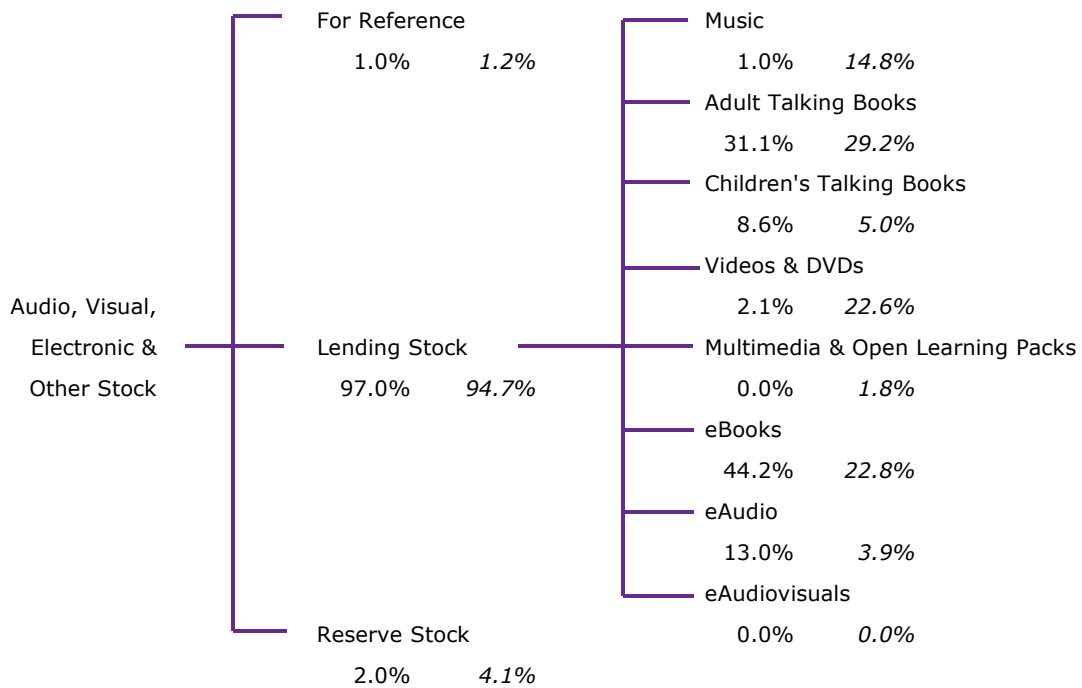 For Reference
1.0% 1.2%
Music
1.0% 14.8%
Adult Talking Books
31.1% 29.2%
Children's Talking Books
8.6% 5.0%
Videos & DVDs
2.1% 22.6%
Audio, Visual,
Electronic &
Other Stock
Lending Stock
97.0% 94.7%
Multimedia & Open Learning Packs
0.0% 1.8%
eBooks
44.2% 22.8%
eAudio
13.0% 3.9%
eAudiovisuals
0.0% 0.0%
Reserve Stock
2.0% 4.1%